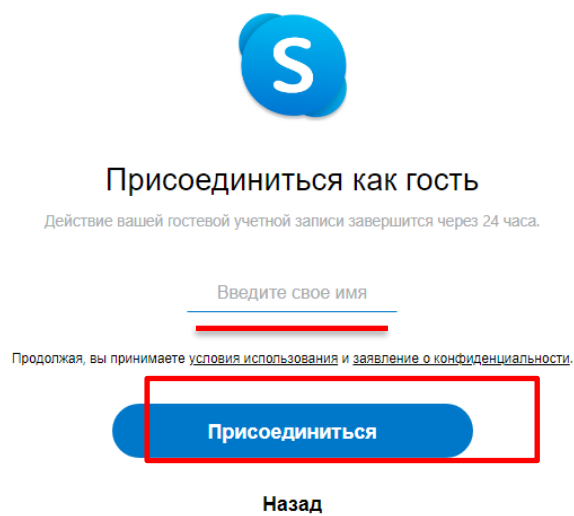 S
Присоединиться как гость
Действие вашей гостевой учетной записи завершится через 24 часа.
Введите свое имя
Продолжая, вы принимаете условия использования и заявление о конфиденциальности.
Присоединиться
Назад